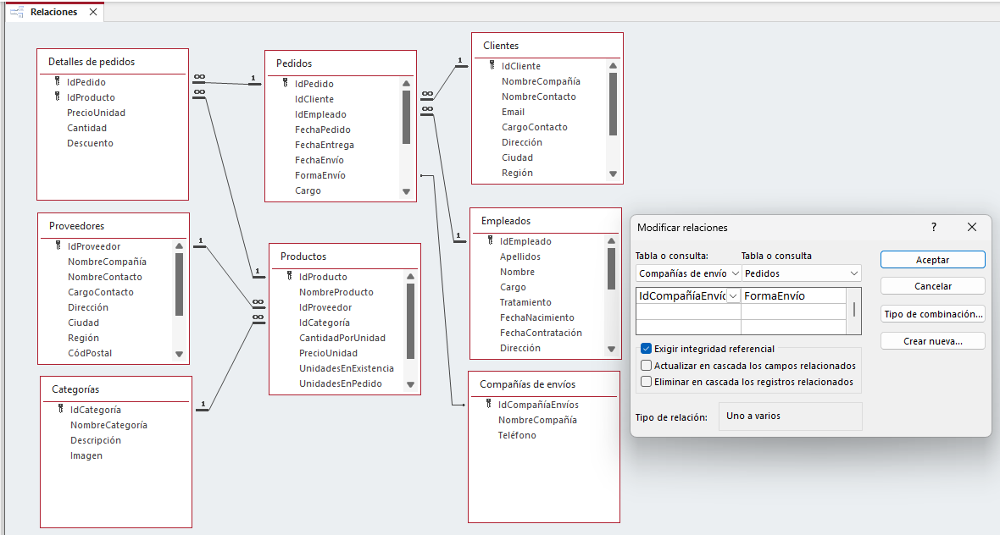 Relaciones
Detalles de pedidos
IdPedido
IdProducto
PrecioUnidad
Cantidad
Descuento
Pedidos
IdPedido
IdCliente
IdEmpleado
FechaPedido
FechaEntrega
FechaEnvío
FormaEnvío
Cargo
Clientes
IdCliente
NombreCompañía
NombreContacto
Email
CargoContacto
Dirección
Ciudad
Región
Proveedores
IdProveedor
NombreCompañía
NombreContacto
CargoContacto
Dirección
Ciudad
Región
CódPostal
Productos
IdProducto
NombreProducto
IdProveedor
IdCategoría
CantidadPorUnidad
PrecioUnidad
UnidadesEnExistencia
UnidadesEnPedido
Empleados
IdEmpleado
Apellidos
Nombre
Cargo
Tratamiento
FechaNacimiento
FechaContratación
Dirección
Categorías
IdCategoría
NombreCategoría
Descripción
Imagen
Compañías de envíos
IdCompañíaEnvíos
NombreCompañía
Teléfono
∞ 1
∞
1
∞
∞
1
1
1
∞
∞
1
1
Modificar relaciones ?
Tabla o consulta: Tabla o consulta
Compañías de envío Pedidos
IdCompañíaEnvío FormaEnvío
Exigir integridad referencial
Actualizar en cascada los campos relacionados
Eliminar en cascada los registros relacionados
Tipo de relación: Uno a varios
Aceptar
Cancelar
Tipo de combinación...
Crear nueva...